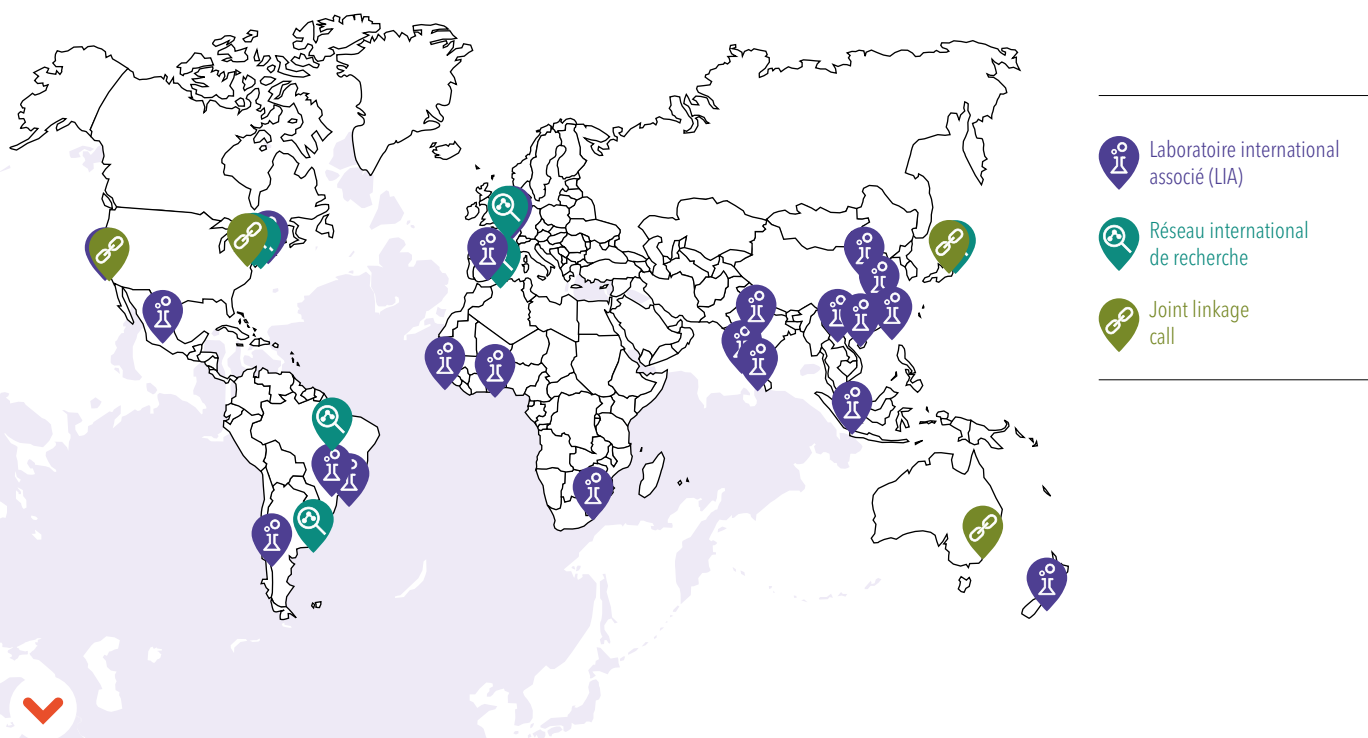 Laboratoire international
associé (LIA)
Réseau international
de recherche
Joint linkage
call